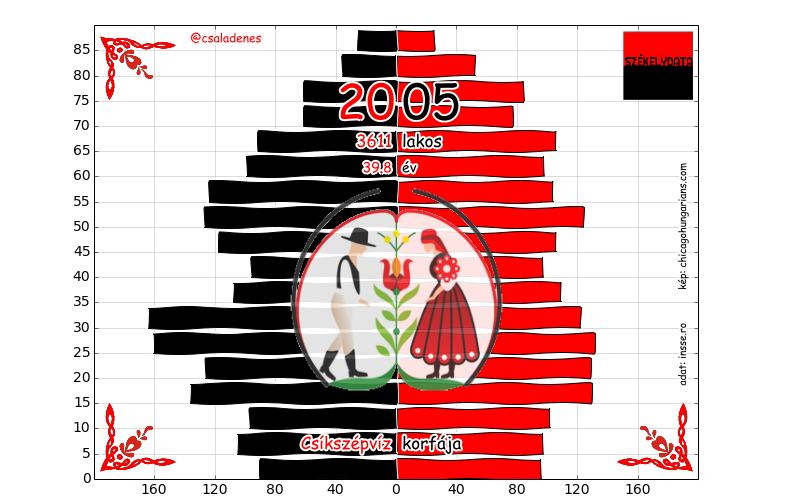 @csaladenes
SZÉKELYDATA
2005
3611 lakos
39.8 év
Csíkszépvíz korfája
kép: chicagohungarians.com
adat: insse.ro
85
80
75
70
65
60
55
50
45
40
35
30
25
20
15
10
5
0
160 120 80 40 0 40 80 120 160